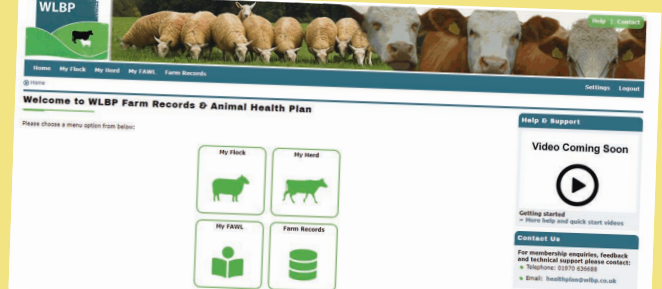 WLBP
Help | Contact
Home My Flock My Herd My FAWL Farm Records
Settings Logout
Home
Welcome to WLBP Farm Records & Animal Health Plan
Please choose a menu option from below:
My Flock
My Herd
My FAWL
Farm Records
Help & Support
Video Coming Soon
Getting started
» More help and quick start videos
Contact Us
For membership enquiries, feedback
and technical support please contact:
Telephone: 01970 636688
Email: healthplan@wlbp.co.uk